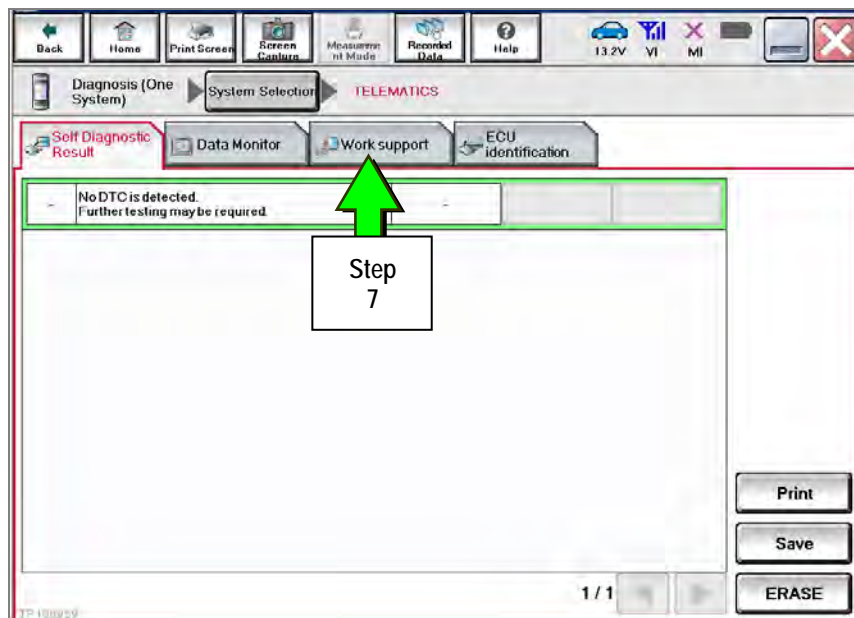 Back
Home
Print Screen
Screen
Capture
Measureme
nt Mode
Recorded
Data
Help
13.2V
VI
MI
Diagnosis (One
System)
System Selection
TELEMATICS
Self Diagnostic
Result
Data Monitor
Work support
ECU
identification
-
No DTC is detected.
Further testing may be required.
-
Step
7
Print
Save
1 / 1
ERASE